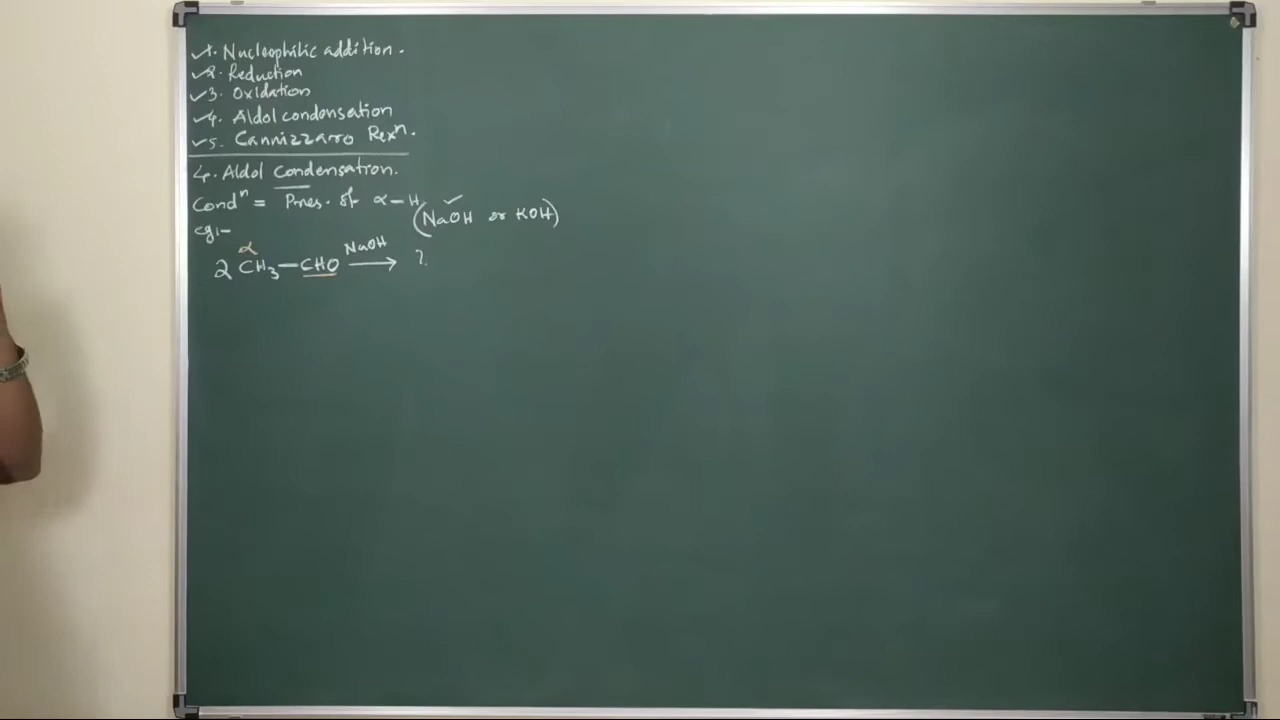 ✓1. Nucleophilic addition.
✓2. Reduction
✓3. Oxidation
✓4. Aldol condensation
✓5. Cannizzaro Rexⁿ.
4. Aldol Condensation.
Condⁿ = Pres. of α-H (NaOH or KOH)
eg:-
α
2 CH₃-CHO NaOH → ?